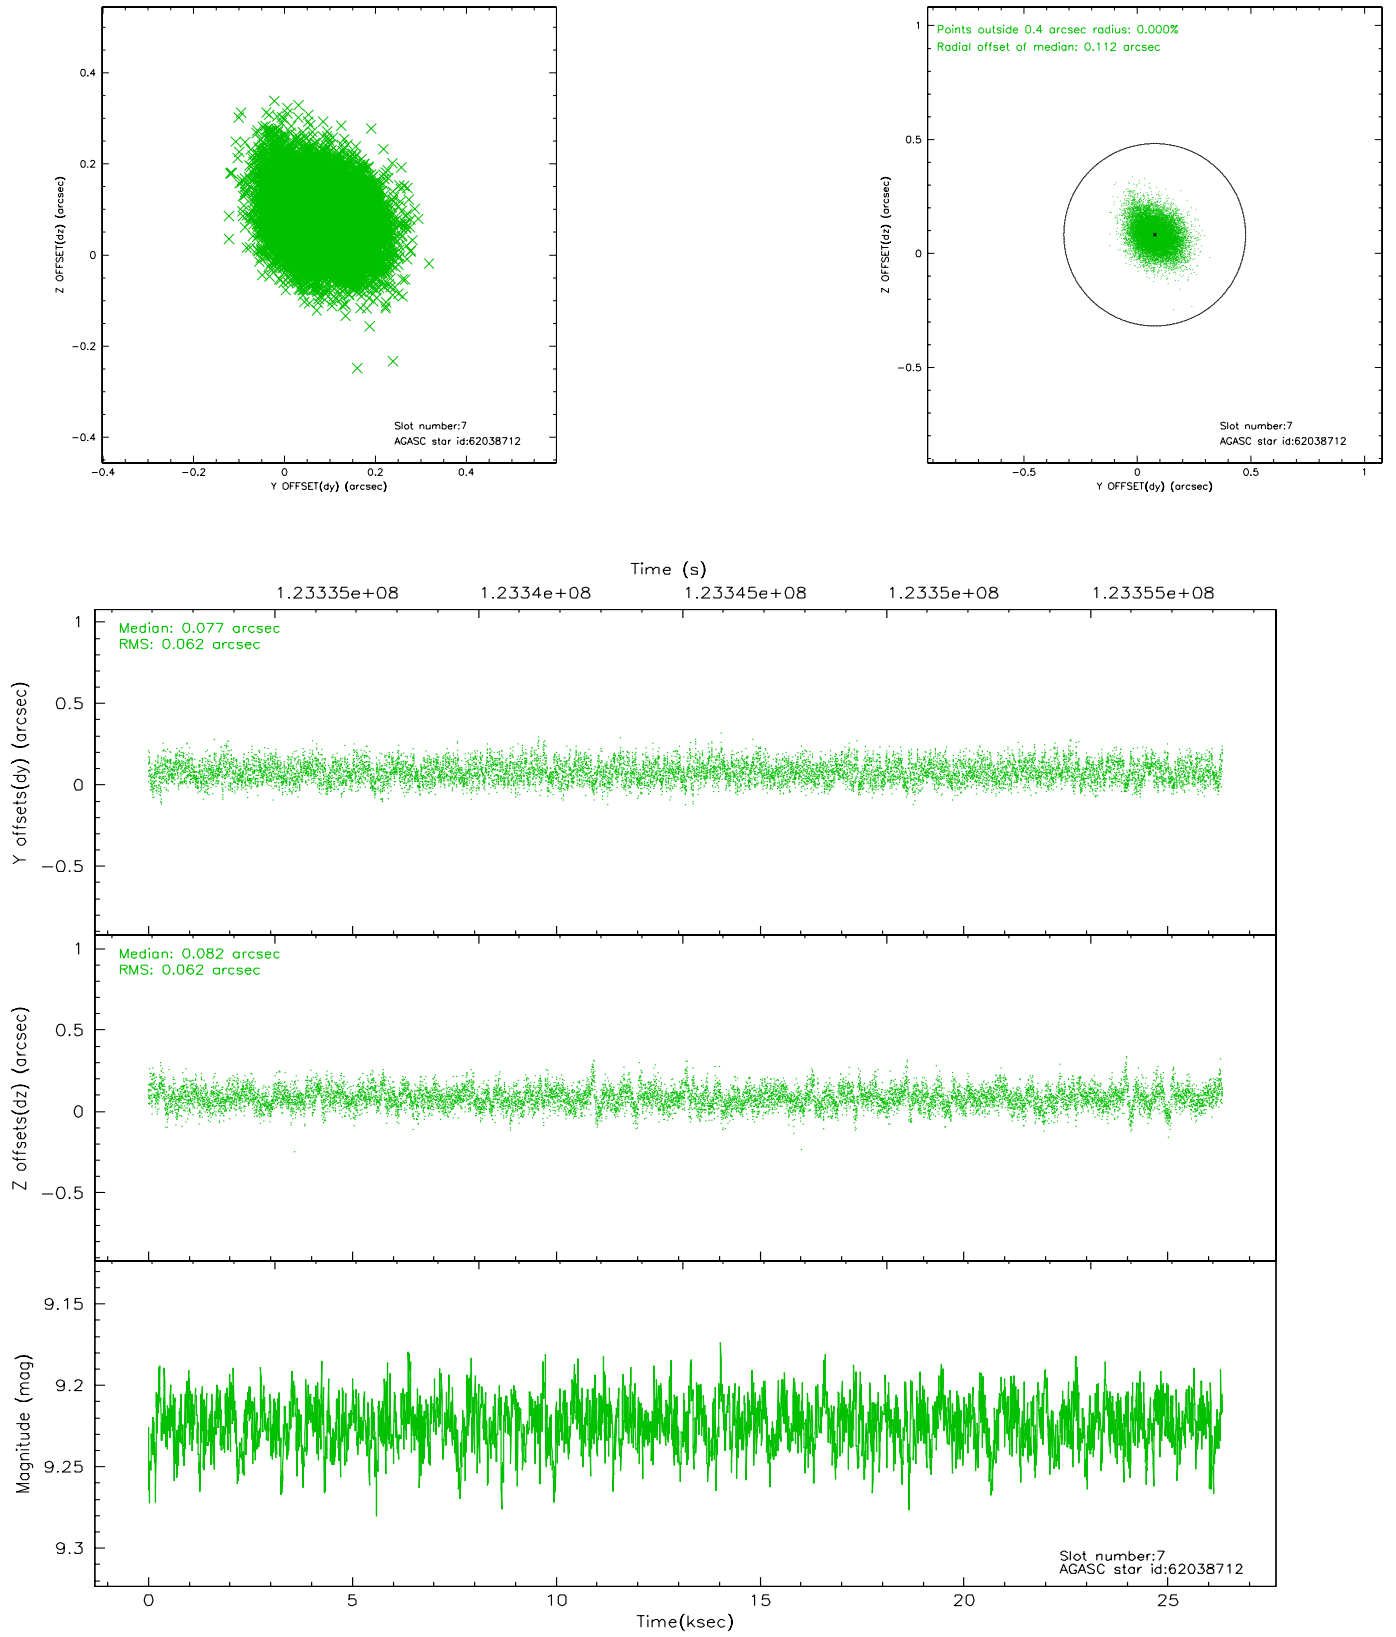 0.4
0.2
0
−0.2
−0.4
Z OFFSET(dz) (arcsec)
−0.4
−0.2
0
0.2
0.4
Y OFFSET(dy) (arcsec)
Slot number:7
AGASC star id:62038712
Points outside 0.4 arcsec radius: 0.000%
Radial offset of median: 0.112 arcsec
1
0.5
0
−0.5
Z OFFSET(dz) (arcsec)
−0.5
0
0.5
1
Y OFFSET(dy) (arcsec)
Slot number:7
AGASC star id:62038712
Time (s)
1.23335e+08
1.2334e+08
1.23345e+08
1.2335e+08
1.23355e+08
Median: 0.077 arcsec
RMS: 0.062 arcsec
1
0.5
0
−0.5
Y offsets(dy) (arcsec)
Median: 0.082 arcsec
RMS: 0.062 arcsec
1
0.5
0
−0.5
Z offsets(dz) (arcsec)
9.15
9.2
9.25
9.3
Magnitude (mag)
Slot number:7
AGASC star id:62038712
0
5
10
15
20
25
Time(ksec)